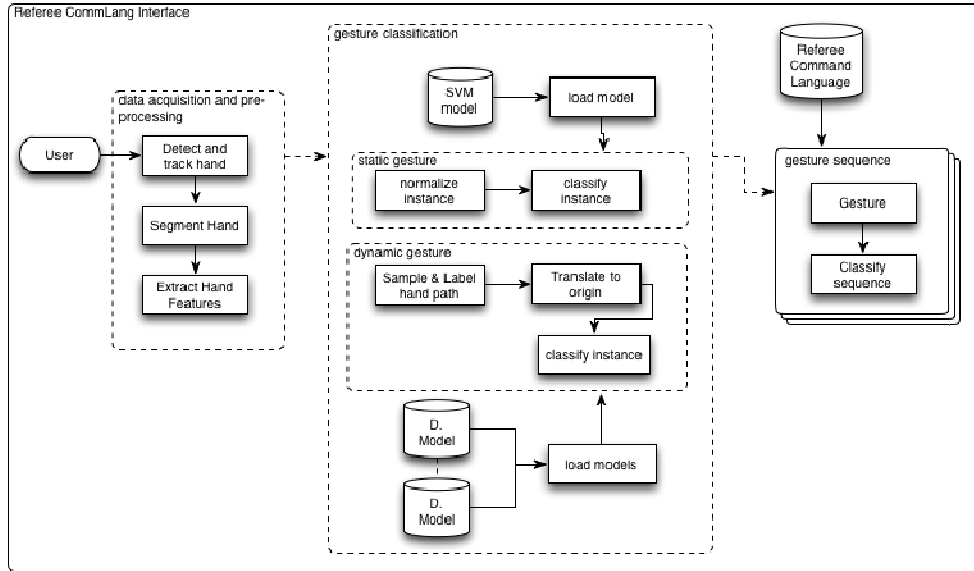 Referee CommLang Interface
data acquisition and pre-
processing
User
Detect and
track hand
Segment Hand
Extract Hand
Features
gesture classification
SVM
model
load model
static gesture
normalize
instance
classify
instance
dynamic gesture
Sample & Label
hand path
Translate to
origin
classify instance
D.
Model
D.
Model
load models
Referee
Command
Language
gesture sequence
Gesture
Classify
sequence